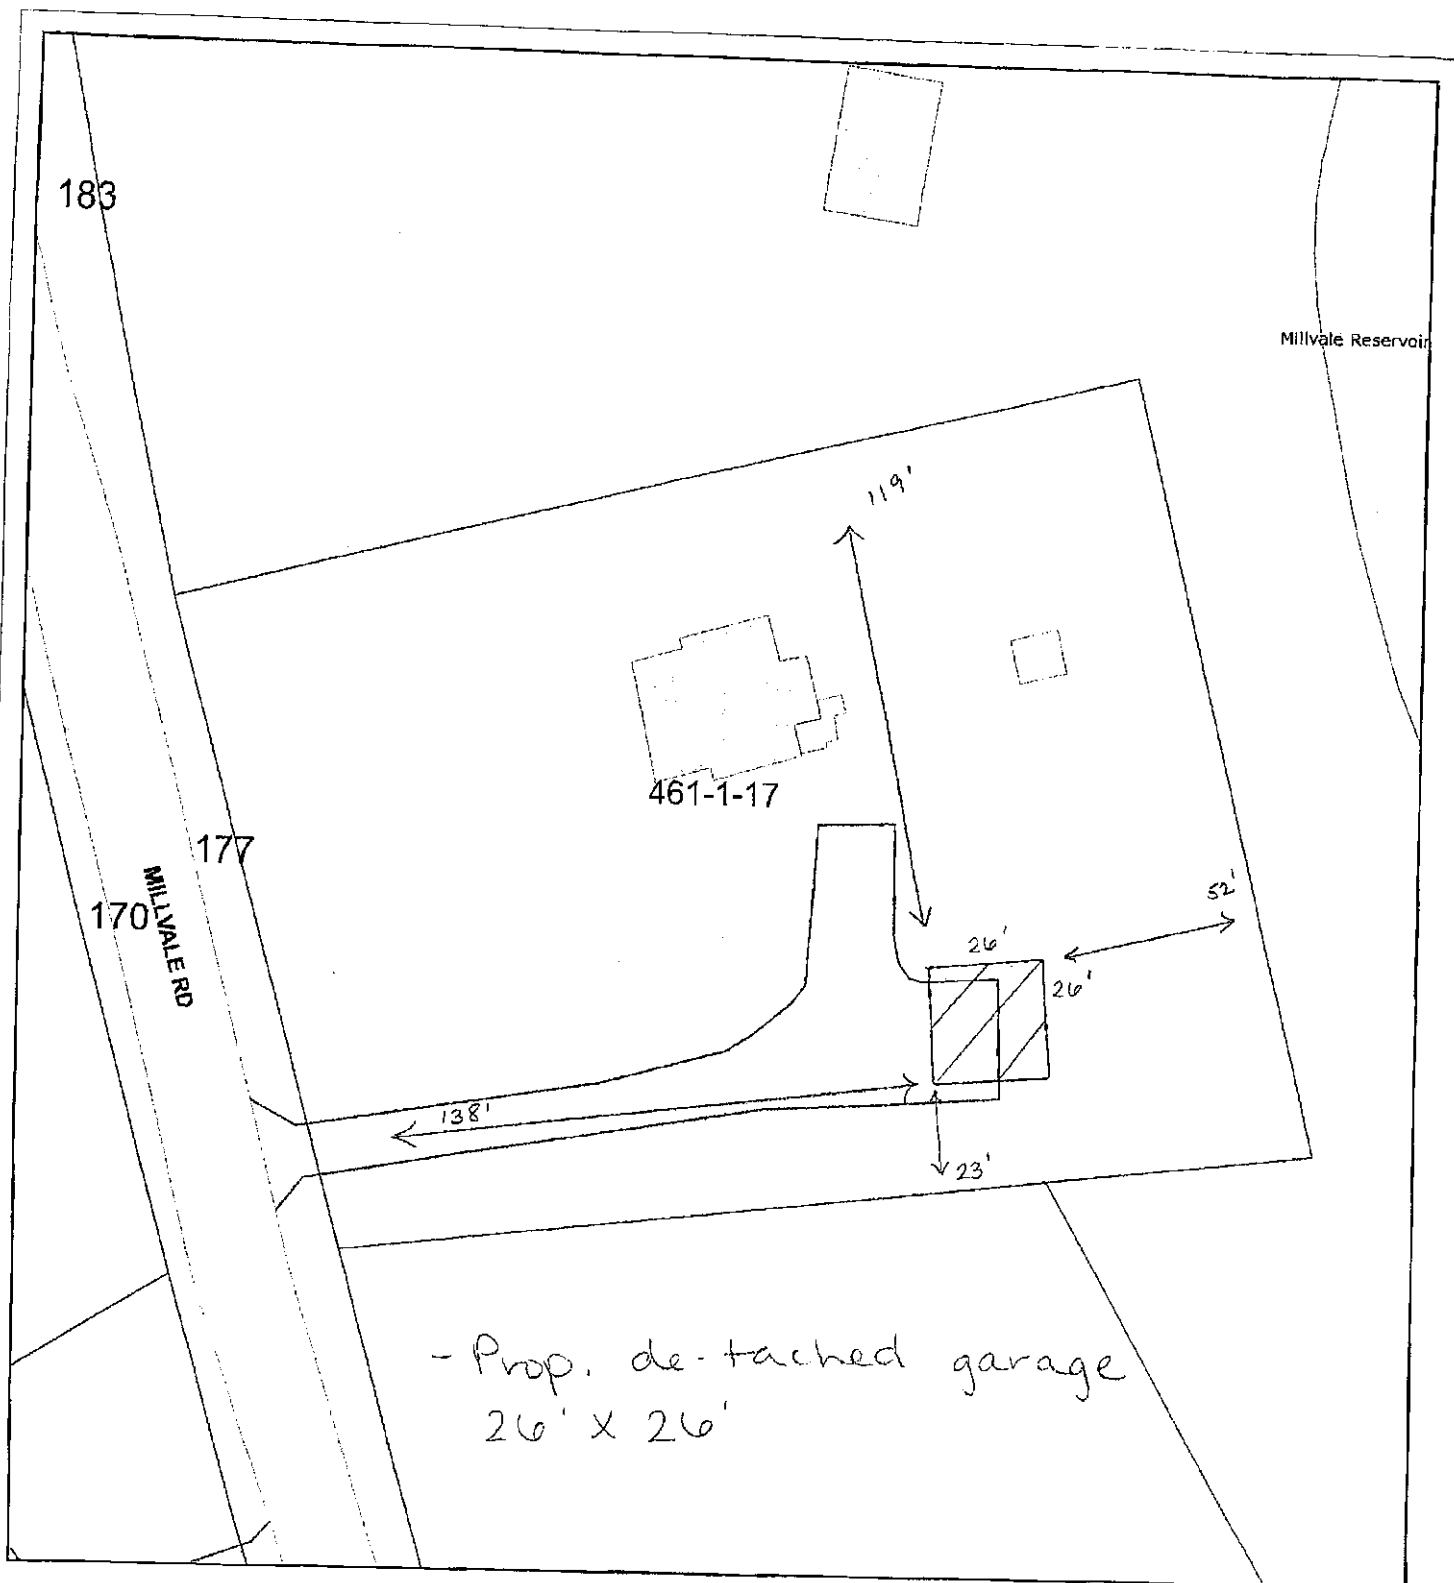 183
Millvale Reservoir
119'
461-1-17
177
170
MILLVALE RD
52'
26'
26'
138'
23'
- Prop. de-tached garage
26' X 26'